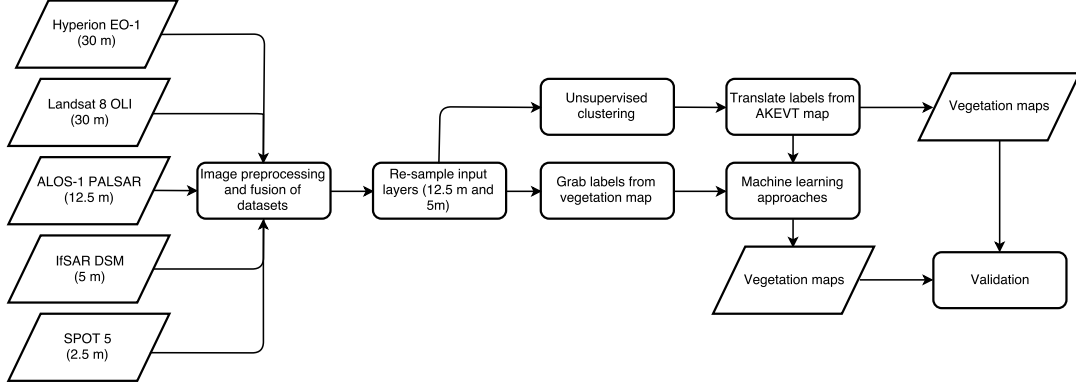 Hyperion EO-1
(30 m)
Landsat 8 OLI
(30 m)
ALOS-1 PALSAR
(12.5 m)
IfSAR DSM
(5 m)
SPOT 5
(2.5 m)
Image preprocessing
and fusion of
datasets
Re-sample input
layers (12.5 m and
5m)
Unsupervised
clustering
Translate labels from
AKEVT map
Vegetation maps
Grab labels from
vegetation map
Machine learning
approaches
Vegetation maps
Validation